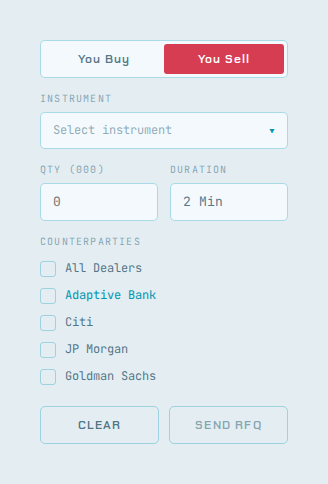 You Buy You Sell
INSTRUMENT
Select instrument
QTY (000) DURATION
0 2 Min
COUNTERPARTIES
All Dealers
Adaptive Bank
Citi
JP Morgan
Goldman Sachs
CLEAR SEND RFQ